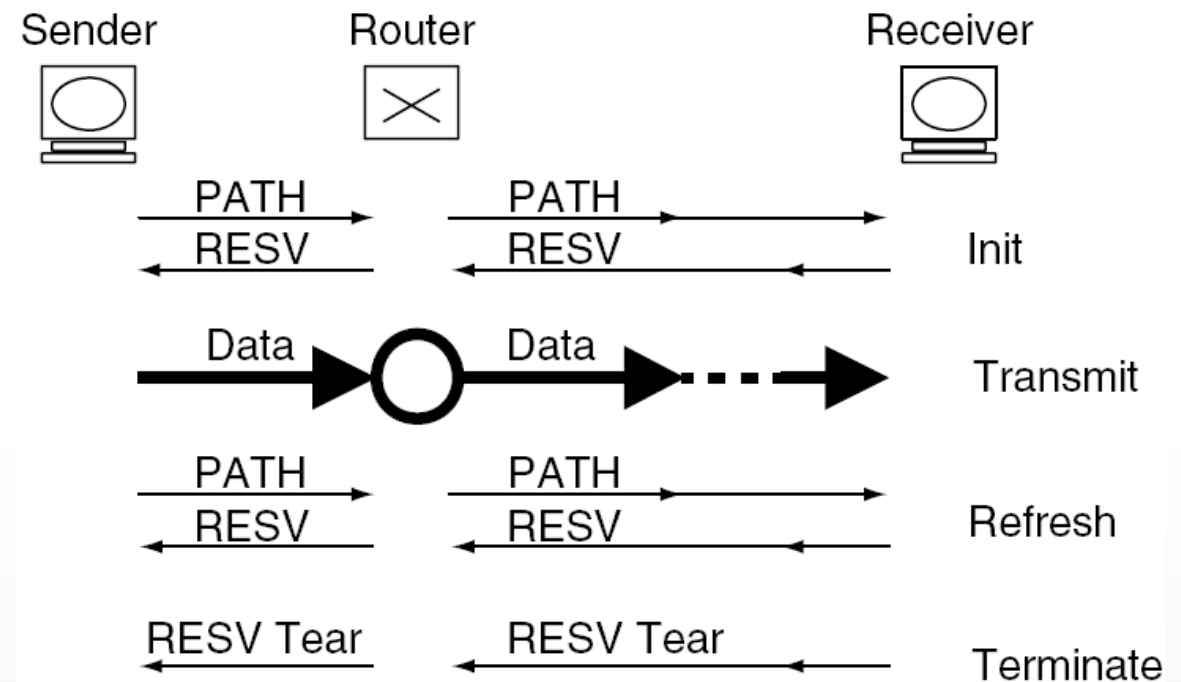 Sender Router Receiver
PATH PATH
RESV RESV Init
Data Data
Transmit
PATH PATH
RESV RESV Refresh
RESV Tear RESV Tear
Terminate